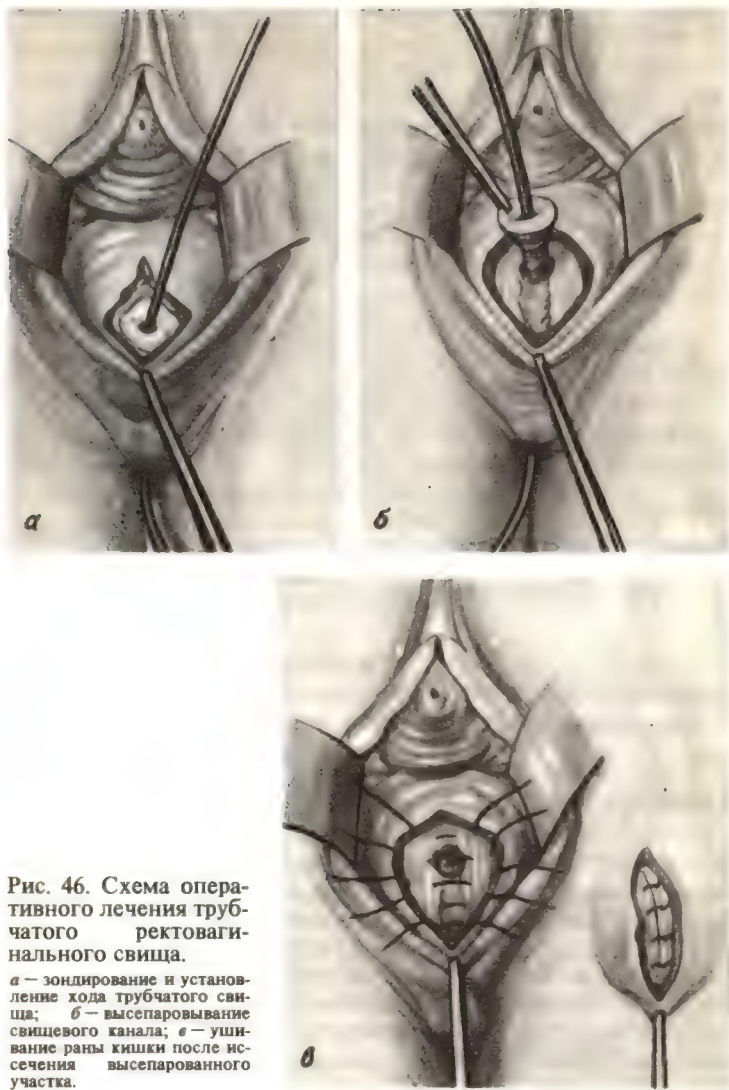 а
б
Рис. 46. Схема опера-
тивного лечения труб-
чатого ректоваги-
нального свища.
а — зондирование и установ-
ление хода трубчатого сви-
ща; б — высепаровывание
свищевого канала; в — уши-
вание раны кишки после ис-
сечения высепарованного
участка.
в